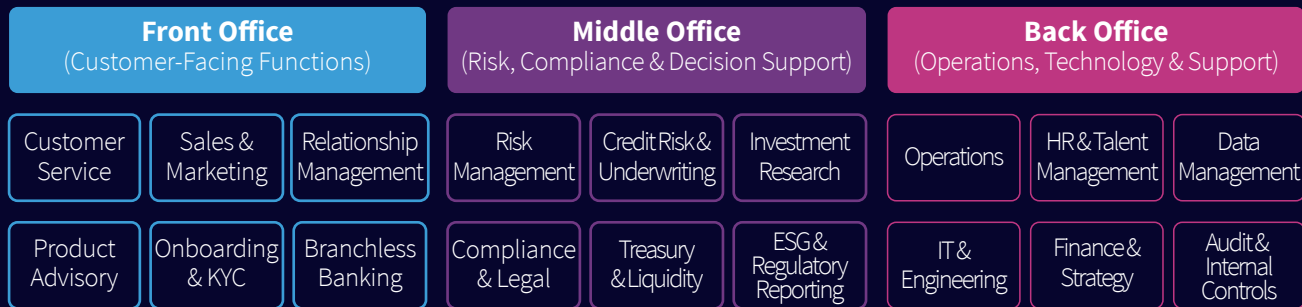 Front Office
(Customer-Facing Functions)
Customer
Service
Sales &
Marketing
Relationship
Management
Product
Advisory
Onboarding
& KYC
Branchless
Banking
Middle Office
(Risk, Compliance & Decision Support)
Risk
Management
Credit Risk &
Underwriting
Investment
Research
Compliance
& Legal
Treasury
& Liquidity
ESG &
Regulatory
Reporting
Back Office
(Operations, Technology & Support)
Operations
HR & Talent
Management
Data
Management
IT &
Engineering
Finance &
Strategy
Audit &
Internal
Controls